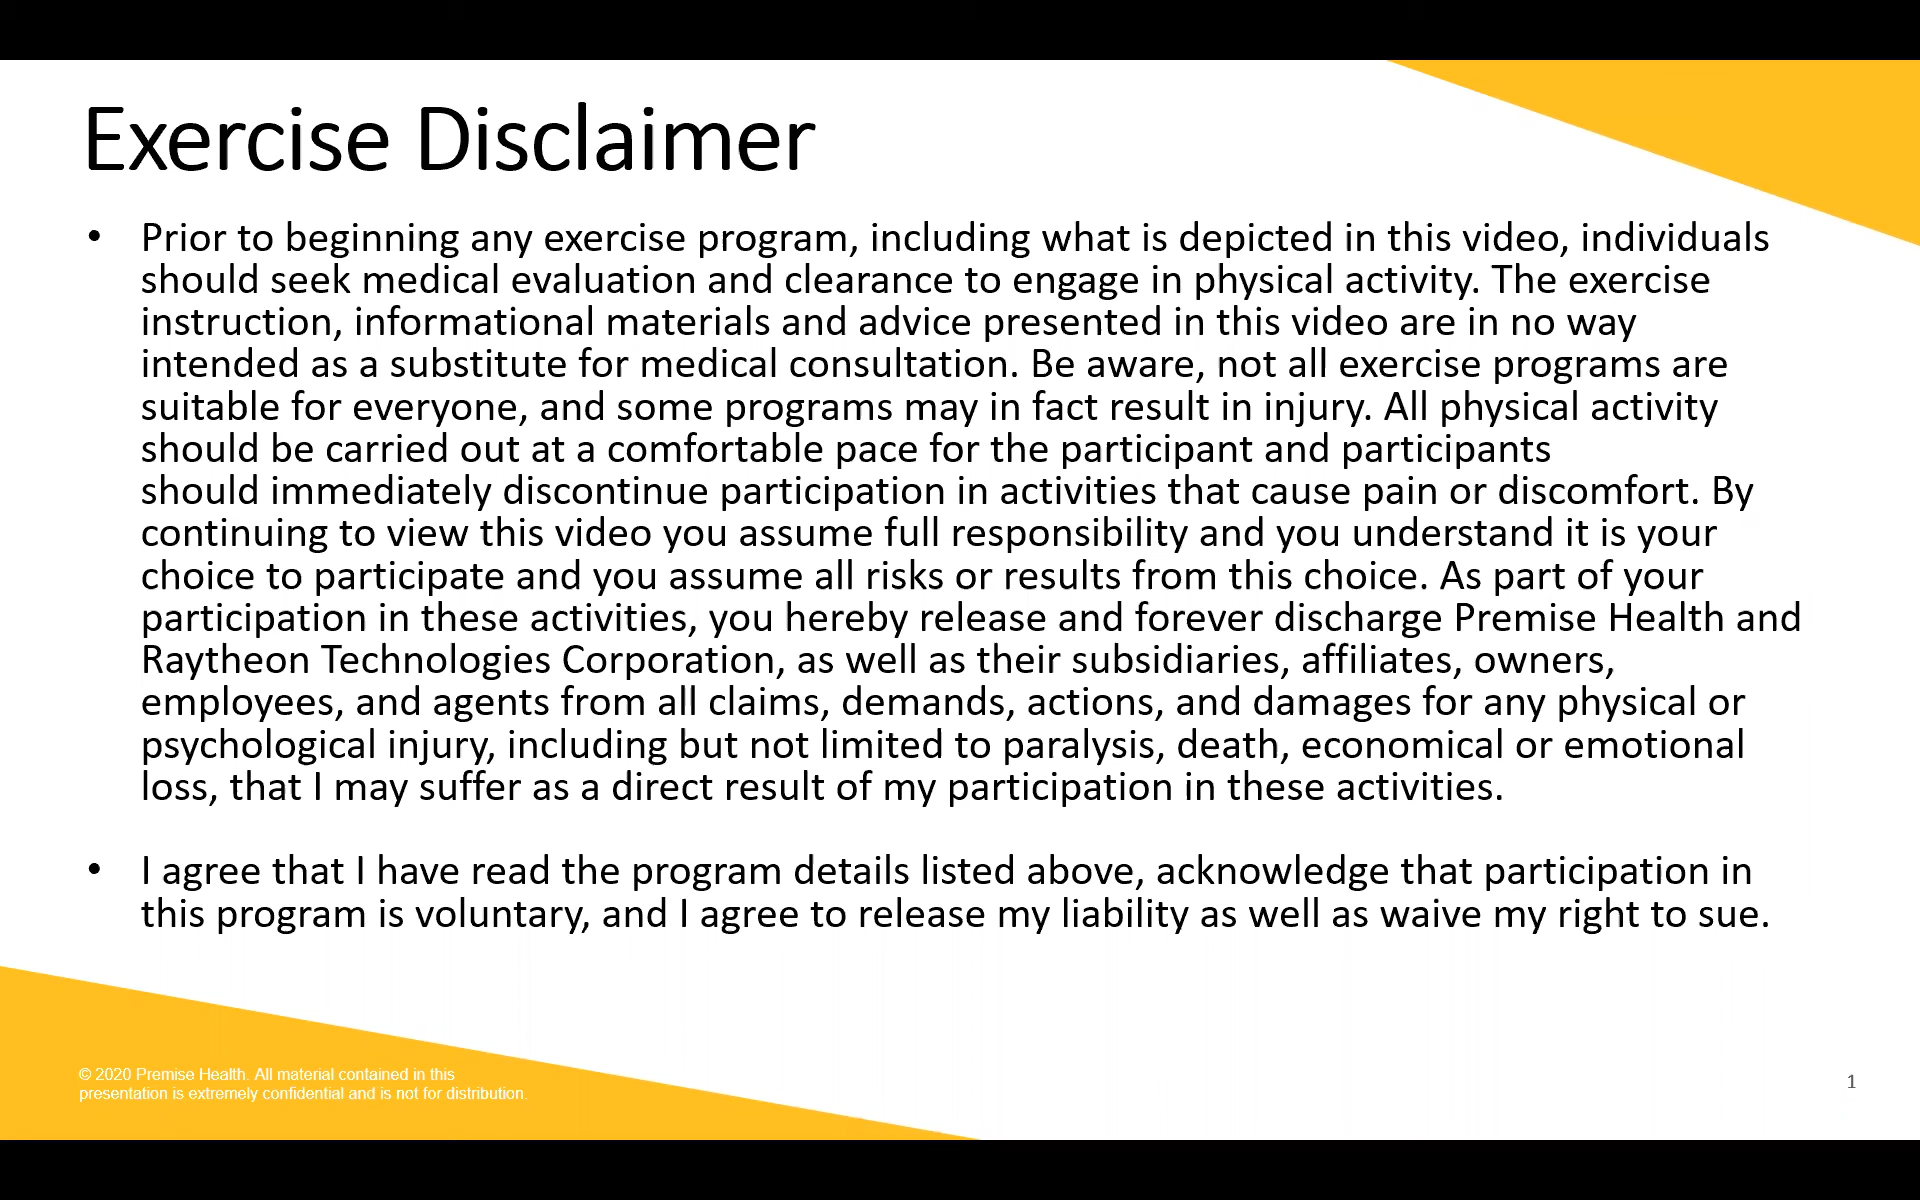 Exercise Disclaimer
• Prior to beginning any exercise program, including what is depicted in this video, individuals
should seek medical evaluation and clearance to engage in physical activity. The exercise
instruction, informational materials and advice presented in this video are in no way
intended as a substitute for medical consultation. Be aware, not all exercise programs are
suitable for everyone, and some programs may in fact result in injury. All physical activity
should be carried out at a comfortable pace for the participant and participants
should immediately discontinue participation in activities that cause pain or discomfort. By
continuing to view this video you assume full responsibility and you understand it is your
choice to participate and you assume all risks or results from this choice. As part of your
participation in these activities, you hereby release and forever discharge Premise Health and
Raytheon Technologies Corporation, as well as their subsidiaries, affiliates, owners,
employees, and agents from all claims, demands, actions, and damages for any physical or
psychological injury, including but not limited to paralysis, death, economical or emotional
loss, that I may suffer as a direct result of my participation in these activities.
• I agree that I have read the program details listed above, acknowledge that participation in
this program is voluntary, and I agree to release my liability as well as waive my right to sue.
© 2020 Premise Health. All material contained in this
presentation is extremely confidential and is not for distribution.
1